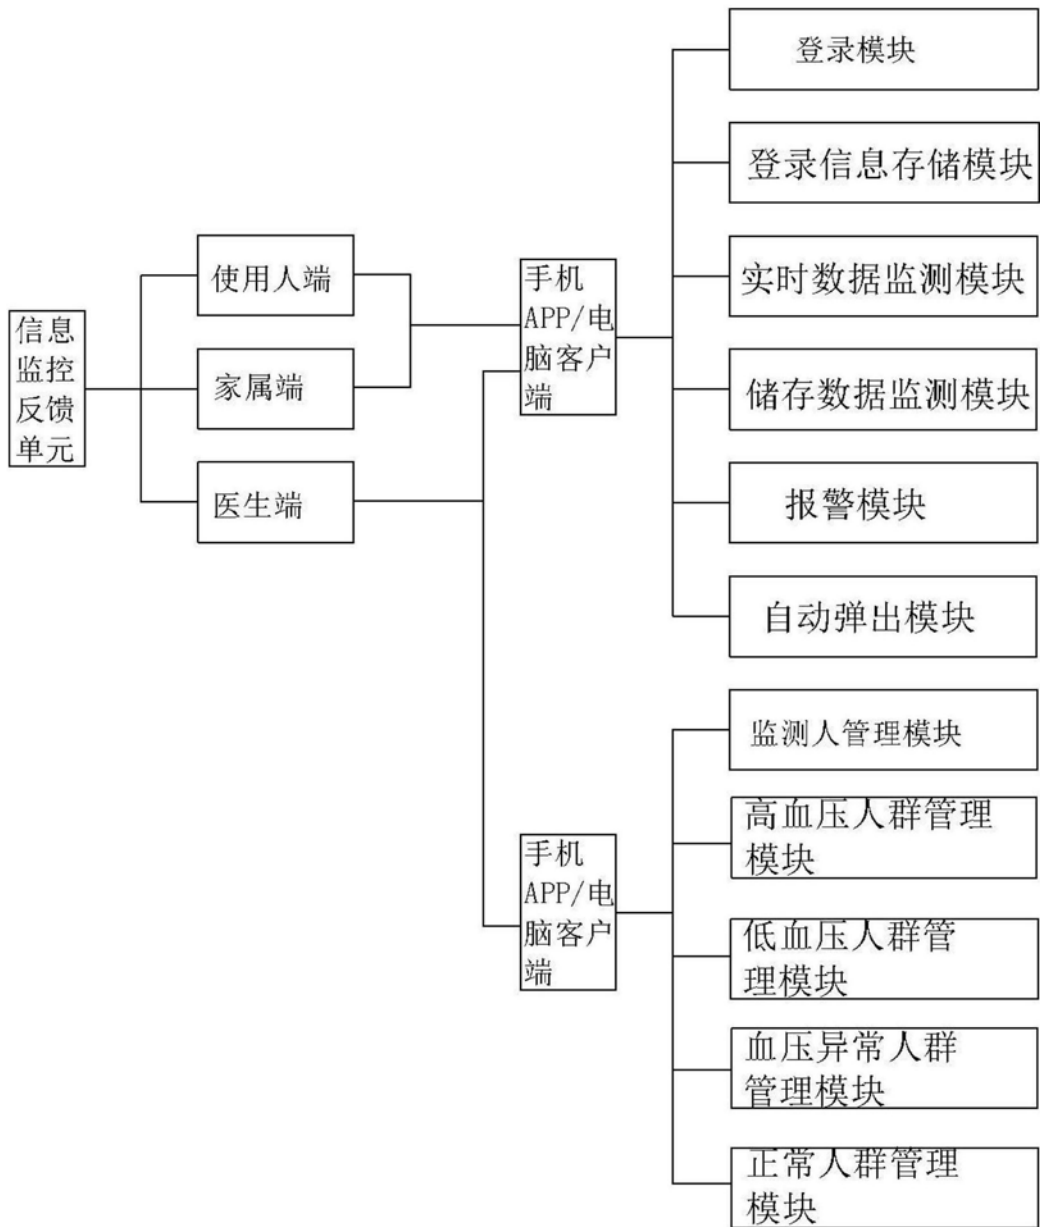 登录模块
登录信息存储模块
使用人端
手机
APP/电
脑客户
端
实时数据监测模块
信息
监控
反馈
单元
家属端
储存数据监测模块
医生端
报警模块
自动弹出模块
监测人管理模块
手机
APP/电
脑客户
端
高血压人群管理
模块
低血压人群管
理模块
血压异常人群
管理模块
正常人群管理
模块